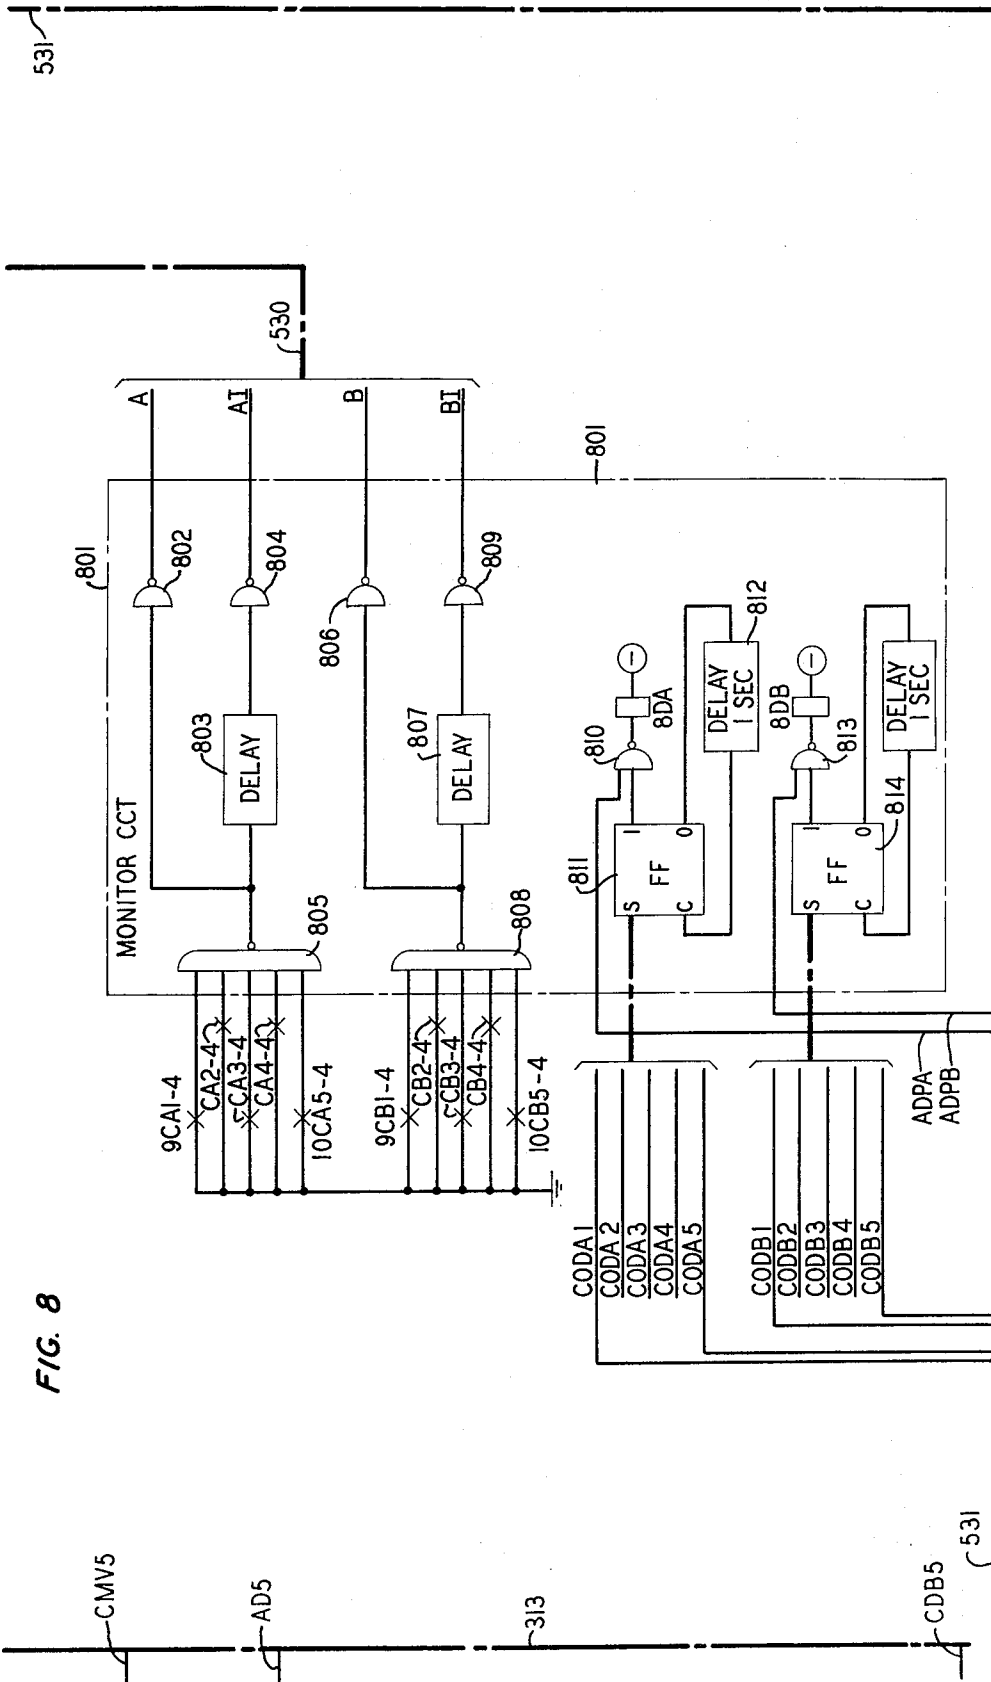 FIG. 8
531
530
A
AI
B
BI
801
MONITOR CCT
802
803
DELAY
804
805
806
807
DELAY
808
809
801
9CA1-4
CA2-4
CA3-4
CA4-4
10CA5-4
9CB1-4
CB2-4
CB3-4
CB4-4
10CB5-4
810
8DA
811
S
1
FF
C
0
812
DELAY
1 SEC
8DB
813
814
S
1
FF
C
0
DELAY
1 SEC
CODA1
CODA2
CODA3
CODA4
CODA5
CODB1
CODB2
CODB3
CODB4
CODB5
ADPA
ADPB
CMV5
AD5
313
CDB5
531